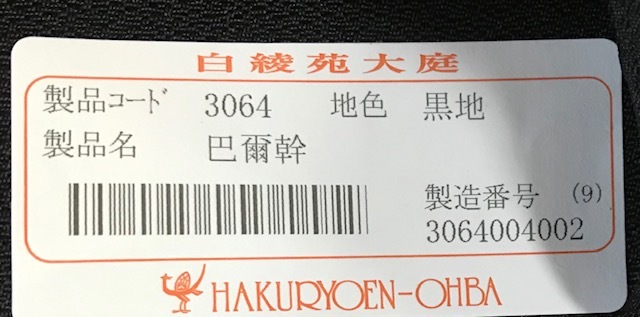 白綾苑大庭
製品コード 3064 地色 黒地
製品名 巴爾幹
製造番号 (9)
3064004002
HAKURYOEN-OHBA